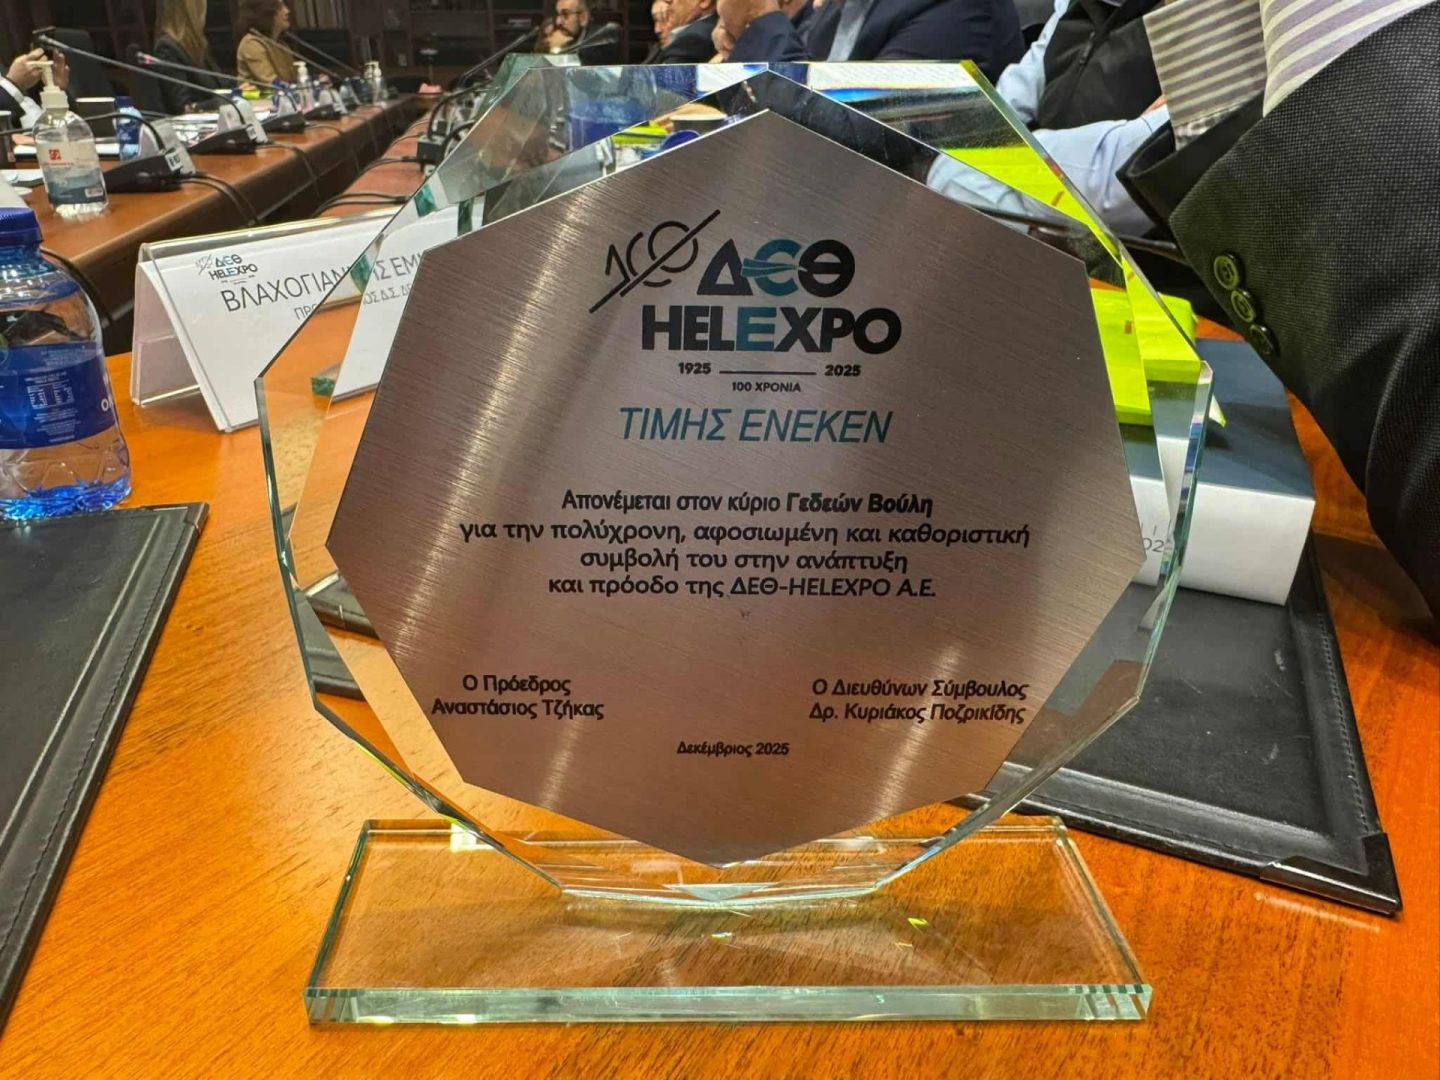 100 ΔΕΘ
HELEXPO
1925 2025
100 ΧΡΟΝΙΑ
ΤΙΜΗΣ ΕΝΕΚΕΝ
Απονέμεται στον κύριο Γεδεών Βούλη
για την πολύχρονη, αφοσιωμένη και καθοριστική
συμβολή του στην ανάπτυξη
και πρόοδο της ΔΕΘ-HELEXPO Α.Ε.
Ο Πρόεδρος
Αναστάσιος Τζήκας
Ο Διευθύνων Σύμβουλος
Δρ. Κυριάκος Ποζρικίδης
Δεκέμβριος 2025
ΔΕΘ
HELEXPO